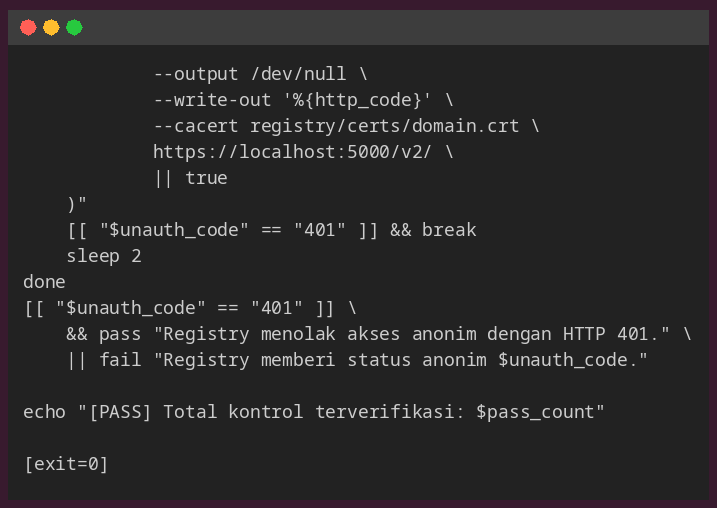 --output /dev/null \
            --write-out '%{http_code}' \
            --cacert registry/certs/domain.crt \
            https://localhost:5000/v2/ \
            || true
    )"
    [[ "$unauth_code" == "401" ]] && break
    sleep 2
done
[[ "$unauth_code" == "401" ]] \
    && pass "Registry menolak akses anonim dengan HTTP 401." \
    || fail "Registry memberi status anonim $unauth_code."

echo "[PASS] Total kontrol terverifikasi: $pass_count"

[exit=0]